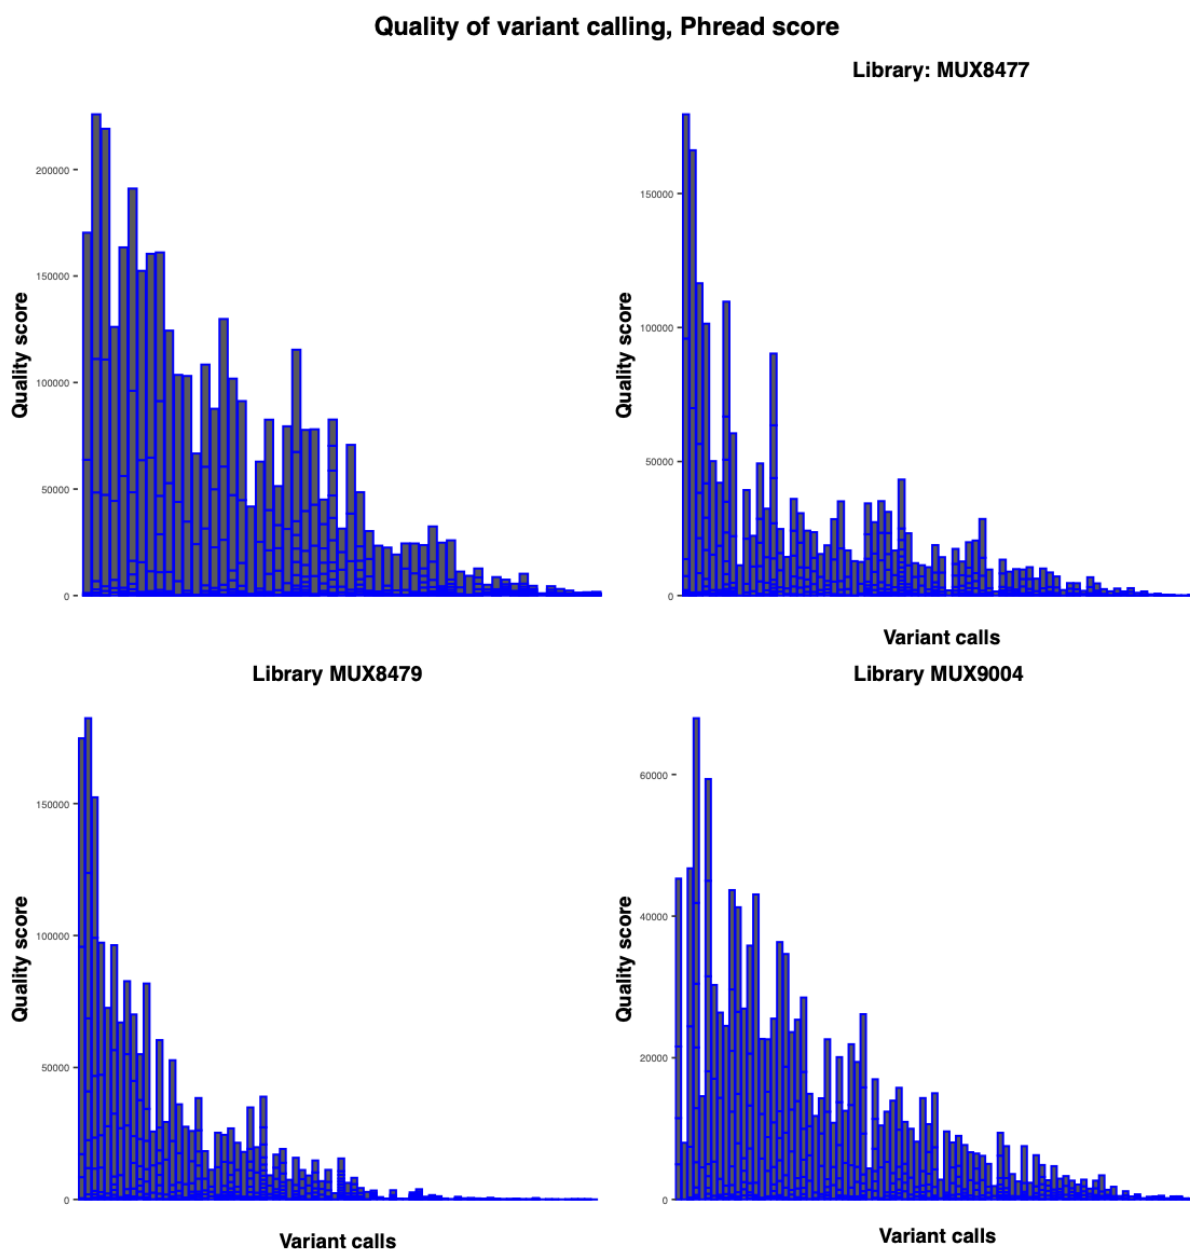 Quality of variant calling, Phread score
Library: MUX8477
200000
150000
100000
50000
0
Quality score
150000
100000
50000
0
Quality score
Variant calls
Library MUX8479
Library MUX9004
150000
100000
50000
0
Quality score
Variant calls
60000
40000
20000
0
Quality score
Variant calls